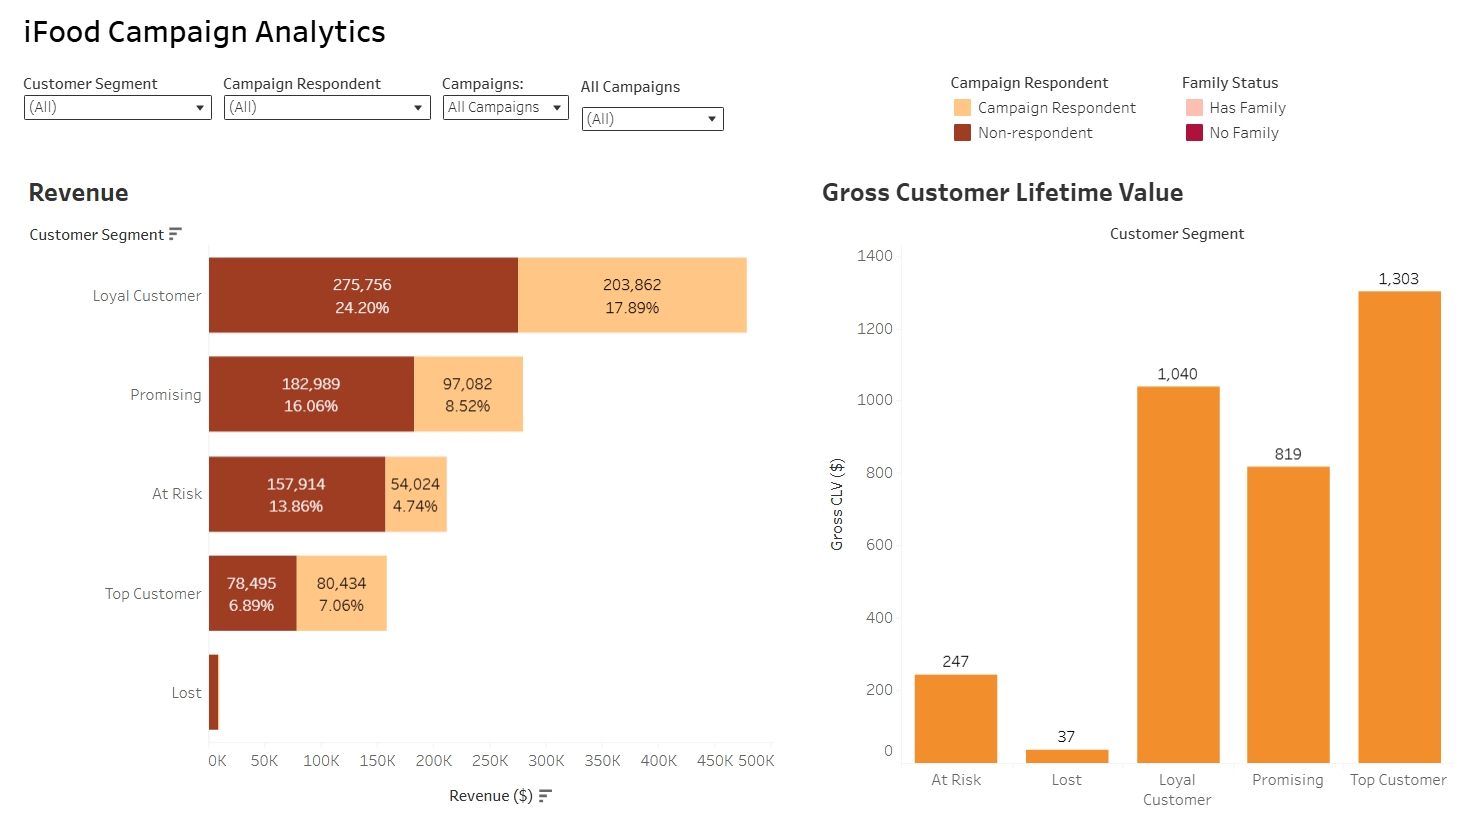 iFood Campaign Analytics
Customer Segment
(All)
Campaign Respondent
(All)
Campaigns:
All Campaigns
All Campaigns
(All)
Campaign Respondent
Campaign Respondent
Non-respondent
Family Status
Has Family
No Family
Revenue
Customer Segment
Loyal Customer
275,756
24.20%
203,862
17.89%
Promising
182,989
16.06%
97,082
8.52%
At Risk
157,914
13.86%
54,024
4.74%
Top Customer
78,495
6.89%
80,434
7.06%
Lost
0K 50K 100K 150K 200K 250K 300K 350K 400K 450K 500K
Revenue ($)
Gross Customer Lifetime Value
Customer Segment
Gross CLV ($)
1400
1200
1000
800
600
400
200
0
247
37
1,040
819
1,303
At Risk
Lost
Loyal
Customer
Promising
Top Customer